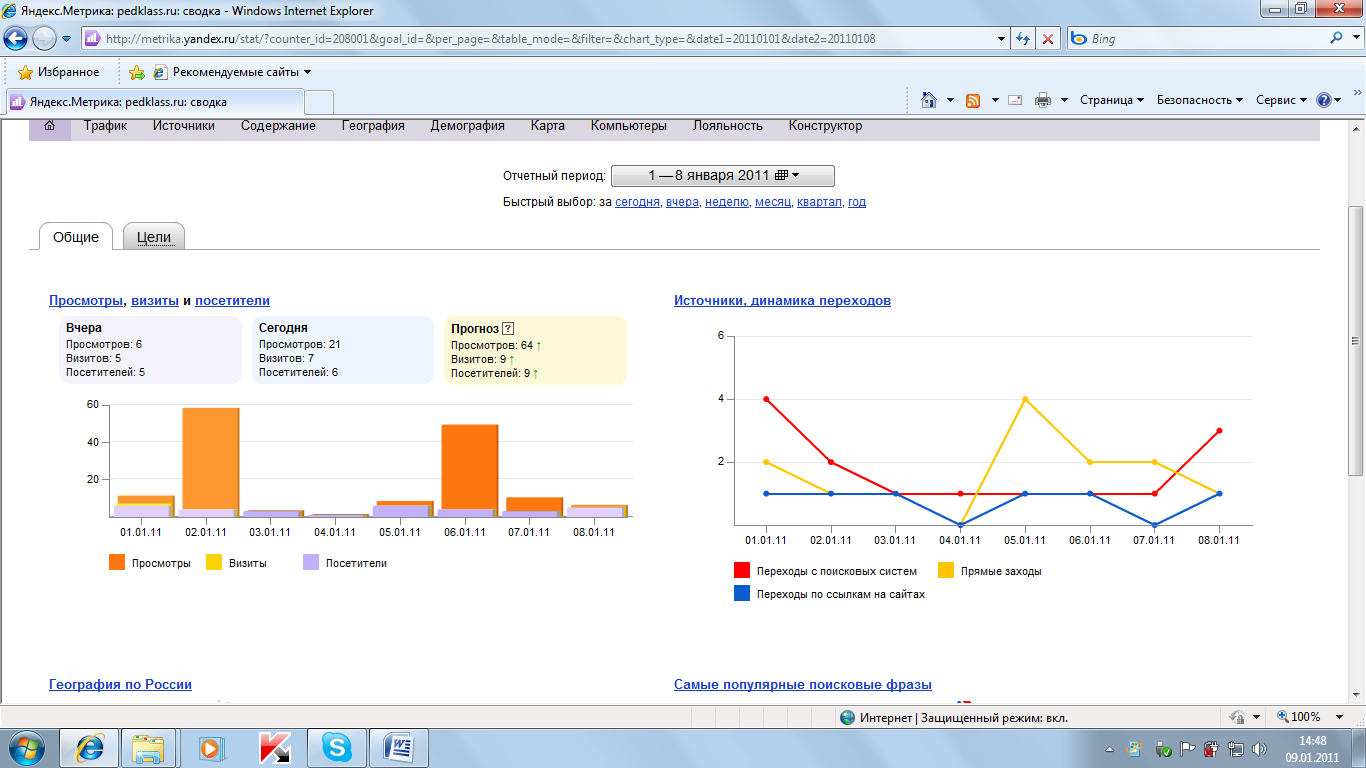 Яндекс.Метрика: pedklass.ru: сводка - Windows Internet Explorer
http://metrika.yandex.ru/stat/?counter_id=208001&goal_id=&per_page=&table_mode=&filter=&chart_type=&date1=20110101&date2=20110108
Bing
Избранное
Рекомендуемые сайты
Яндекс.Метрика: pedklass.ru: сводка
Страница Безопасность Сервис
Трафик Источники Содержание География Демография Карта Компьютеры Лояльность Конструктор
Отчетный период: 1 — 8 января 2011
Быстрый выбор: за сегодня, вчера, неделю, месяц, квартал, год
Общие Цели
Просмотры, визиты и посетители
Вчера
Просмотров: 6
Визитов: 5
Посетителей: 5
Сегодня
Просмотров: 21
Визитов: 7
Посетителей: 6
Прогноз ?
Просмотров: 64 ↑
Визитов: 9 ↑
Посетителей: 9 ↑
60
40
20
01.01.11 02.01.11 03.01.11 04.01.11 05.01.11 06.01.11 07.01.11 08.01.11
Просмотры Визиты Посетители
Источники, динамика переходов
6
4
2
01.01.11 02.01.11 03.01.11 04.01.11 05.01.11 06.01.11 07.01.11 08.01.11
Переходы с поисковых систем Прямые заходы
Переходы по ссылкам на сайтах
География по России
Самые популярные поисковые фразы
Интернет | Защищенный режим: вкл.
100%
14:48
09.01.2011